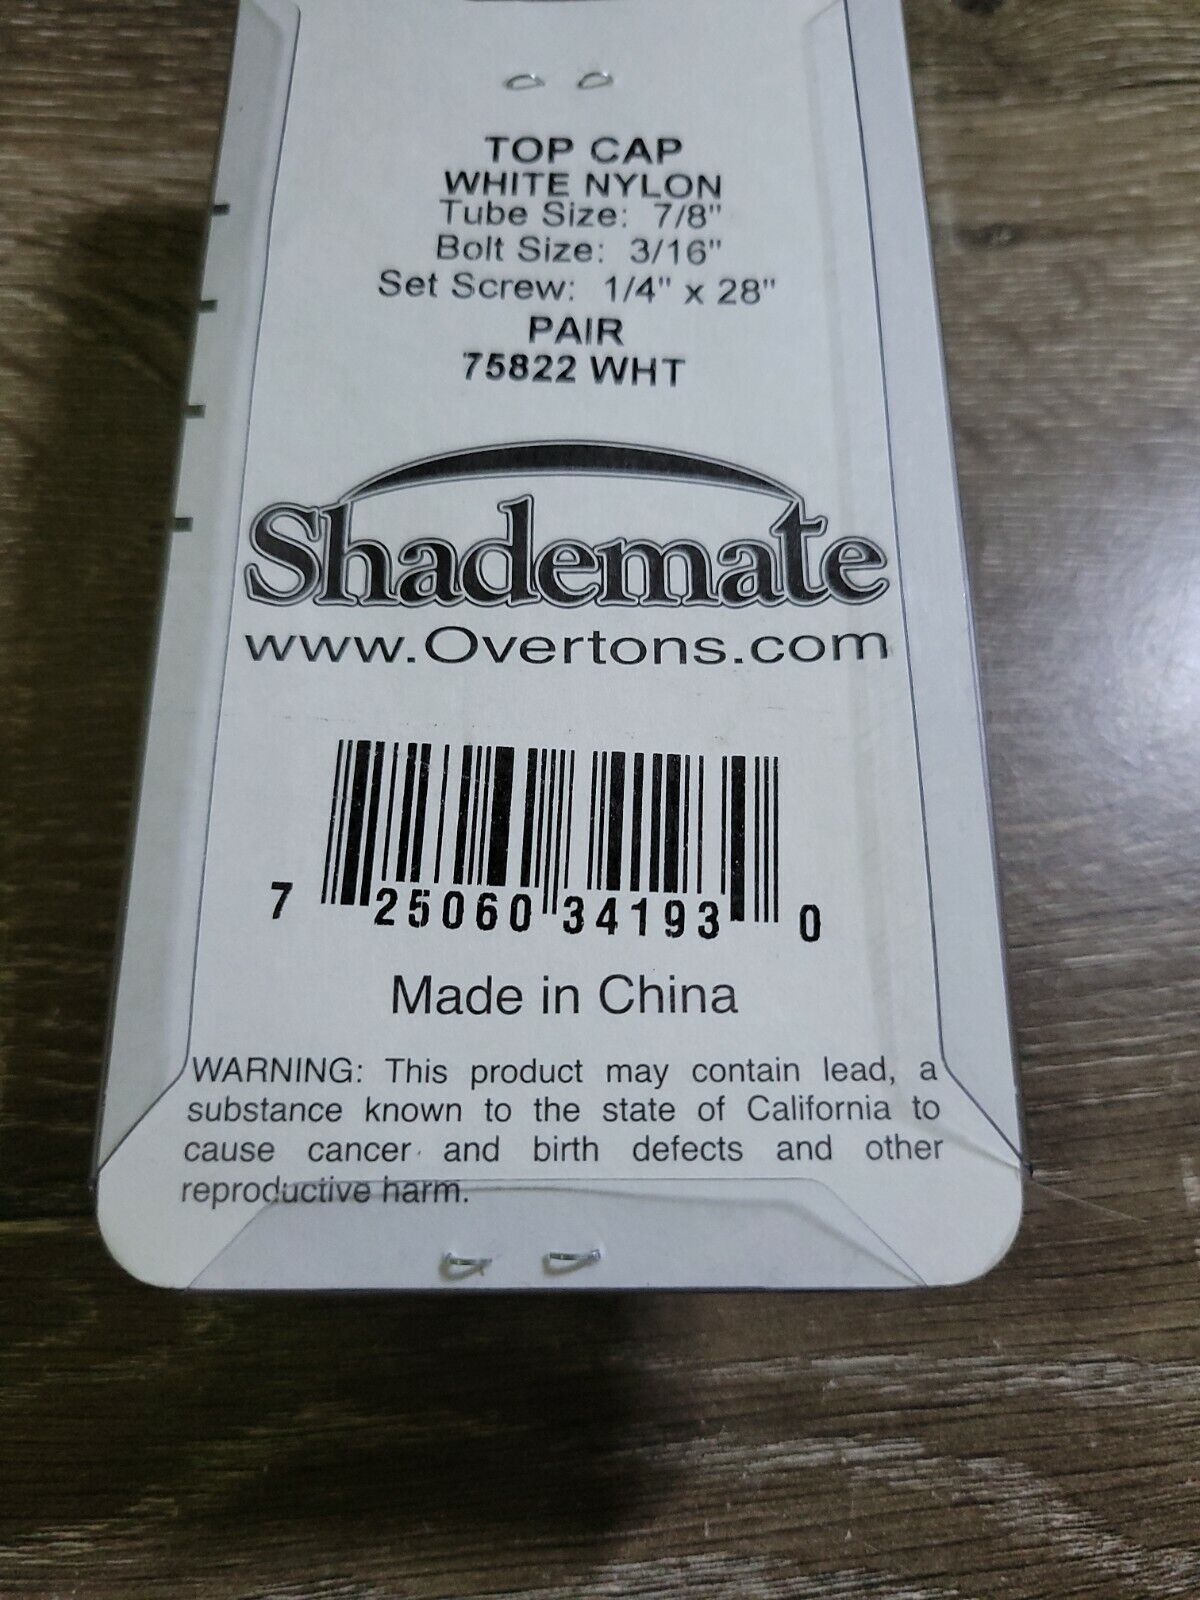 TOP CAP
WHITE NYLON
Tube Size: 7/8"
Bolt Size: 3/16"
Set Screw: 1/4" x 28"
PAIR
75822 WHT
Shademate
www.Overtons.com
7 25060 34193 0
Made in China
WARNING: This product may contain lead, a
substance known to the state of California to
cause cancer and birth defects and other
reproductive harm.